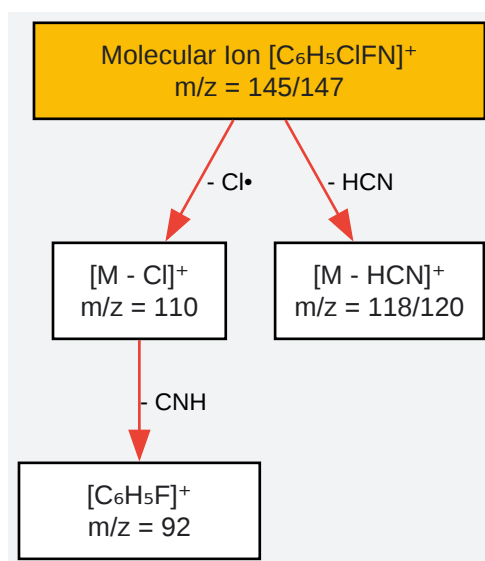 Molecular Ion [C₆H₅ClFN]⁺
m/z = 145/147
- Cl•
- HCN
[M - Cl]⁺
m/z = 110
[M - HCN]⁺
m/z = 118/120
- CNH
[C₆H₅F]⁺
m/z = 92